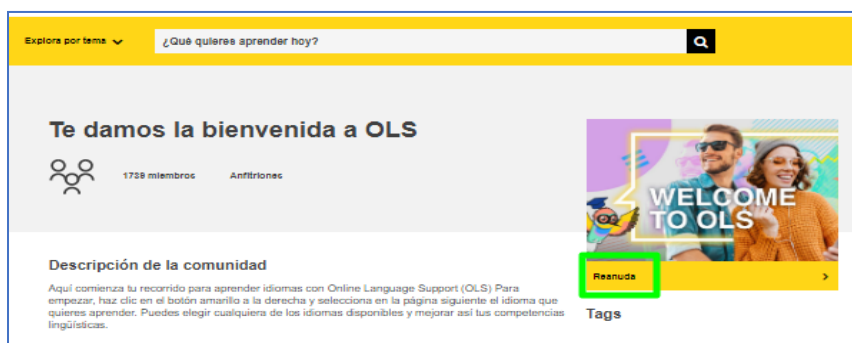 Explora por tema
¿Qué quieres aprender hoy?
Te damos la bienvenida a OLS
1739 miembros Anfitriones
WELCOME
TO OLS
Reanuda
Descripción de la comunidad
Aquí comienza tu recorrido para aprender idiomas con Online Language Support (OLS) Para
empezar, haz clic en el botón amarillo a la derecha y selecciona en la página siguiente el idioma que
quieres aprender. Puedes elegir cualquiera de los idiomas disponibles y mejorar así tus competencias
lingüísticas.
Tags